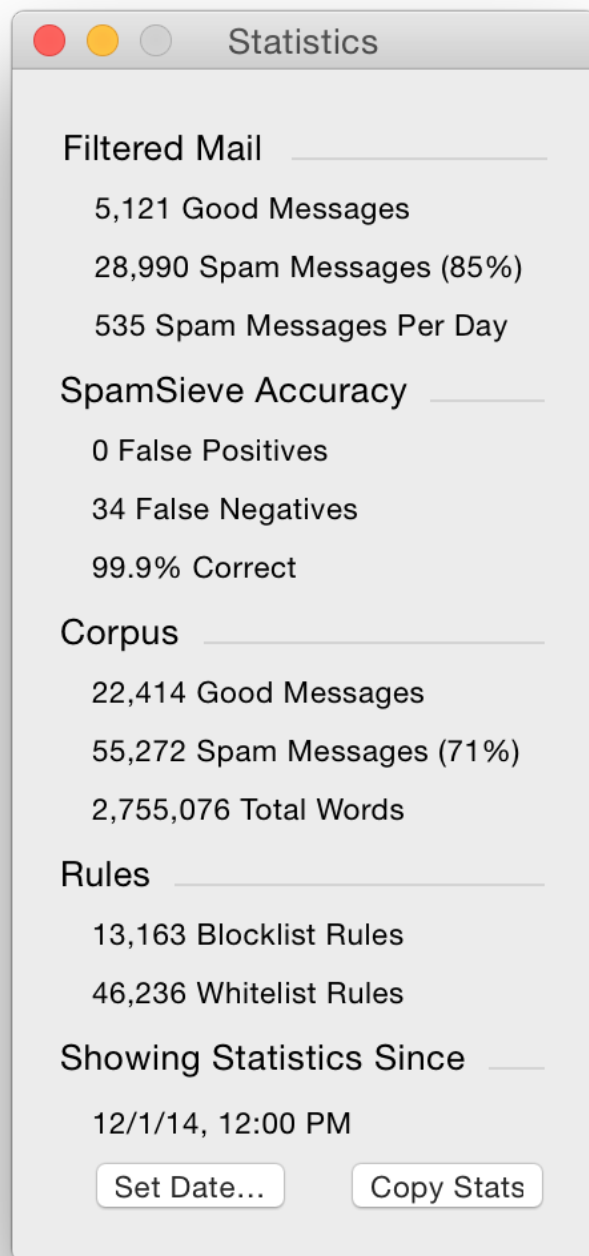 Statistics
Filtered Mail
5,121 Good Messages
28,990 Spam Messages (85%)
535 Spam Messages Per Day
SpamSieve Accuracy
0 False Positives
34 False Negatives
99.9% Correct
Corpus
22,414 Good Messages
55,272 Spam Messages (71%)
2,755,076 Total Words
Rules
13,163 Blocklist Rules
46,236 Whitelist Rules
Showing Statistics Since
12/1/14, 12:00 PM
Set Date... Copy Stats